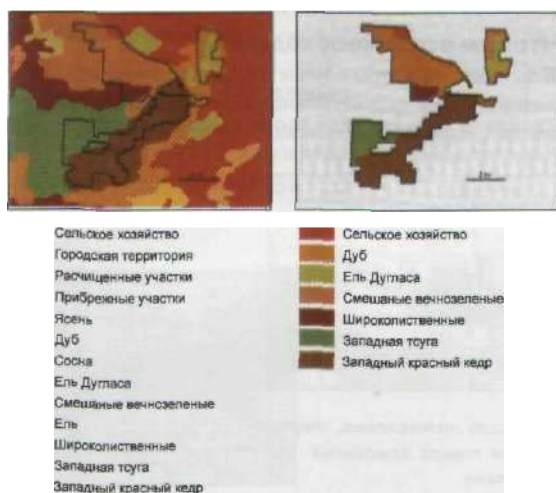 Сельское хозяйство
Городская территория
Расчищенные участки
Прибрежные участки
Ясень
Дуб
Сосна
Ель Дугласа
Смешаные вечнозеленые
Ель
Широколиственные
Западная тсуга
Западный красный кедр
Сельское хозяйство
Дуб
Ель Дугласа
Смешаные вечнозеленые
Широколиственные
Западная тсуга
Западный красный кедр